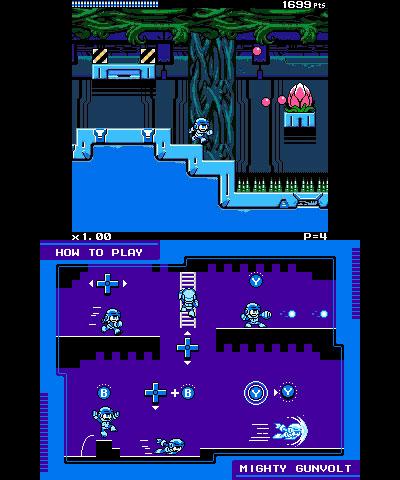 1699 Pts
x1.00 P=4
HOW TO PLAY
Y
B + B Y Y
MIGHTY GUNVOLT